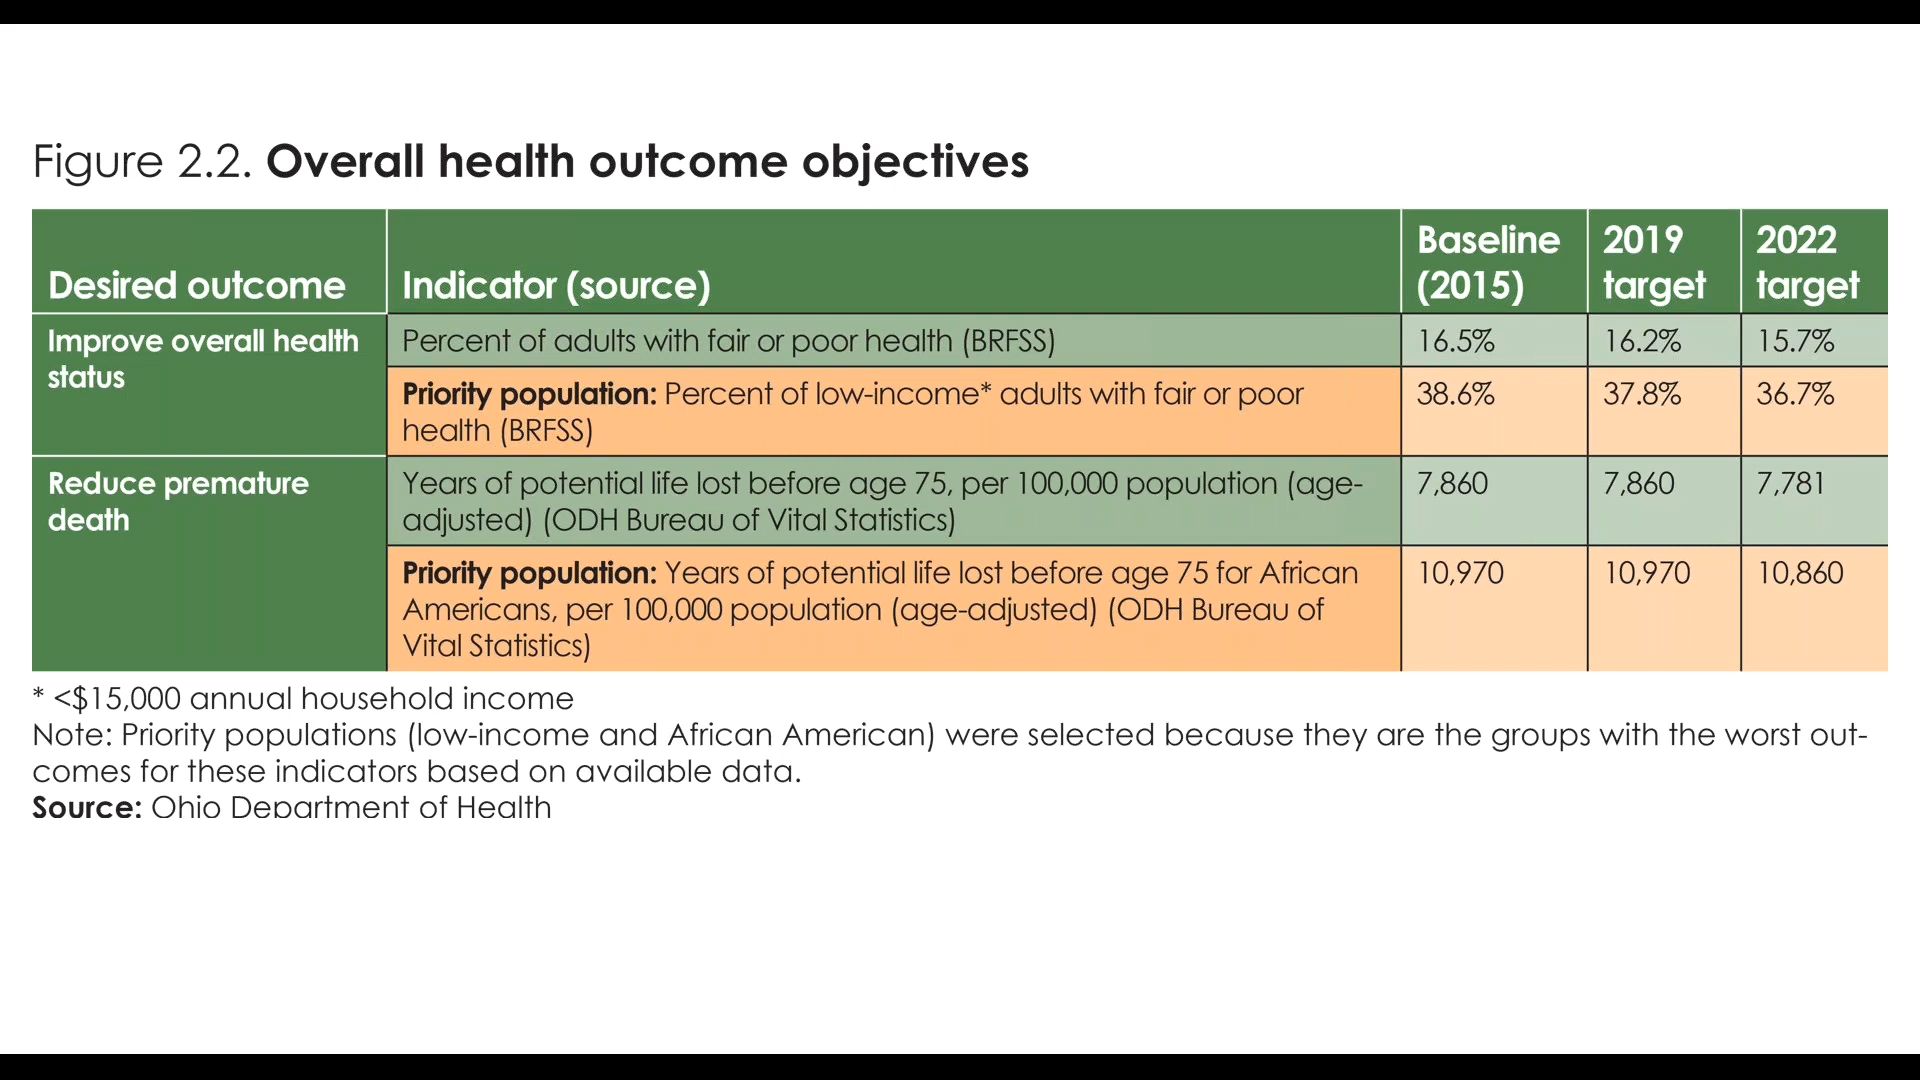 Figure 2.2. Overall health outcome objectives
Desired outcome
Indicator (source)
Baseline
(2015)
2019
target
2022
target
Improve overall health
status
Percent of adults with fair or poor health (BRFSS)
16.5%
16.2%
15.7%
Priority population: Percent of low-income* adults with fair or poor
health (BRFSS)
38.6%
37.8%
36.7%
Reduce premature
death
Years of potential life lost before age 75, per 100,000 population (age-
adjusted) (ODH Bureau of Vital Statistics)
7,860
7,860
7,781
Priority population: Years of potential life lost before age 75 for African
Americans, per 100,000 population (age-adjusted) (ODH Bureau of
Vital Statistics)
10,970
10,970
10,860
* <$15,000 annual household income
Note: Priority populations (low-income and African American) were selected because they are the groups with the worst out-
comes for these indicators based on available data.
Source: Ohio Department of Health